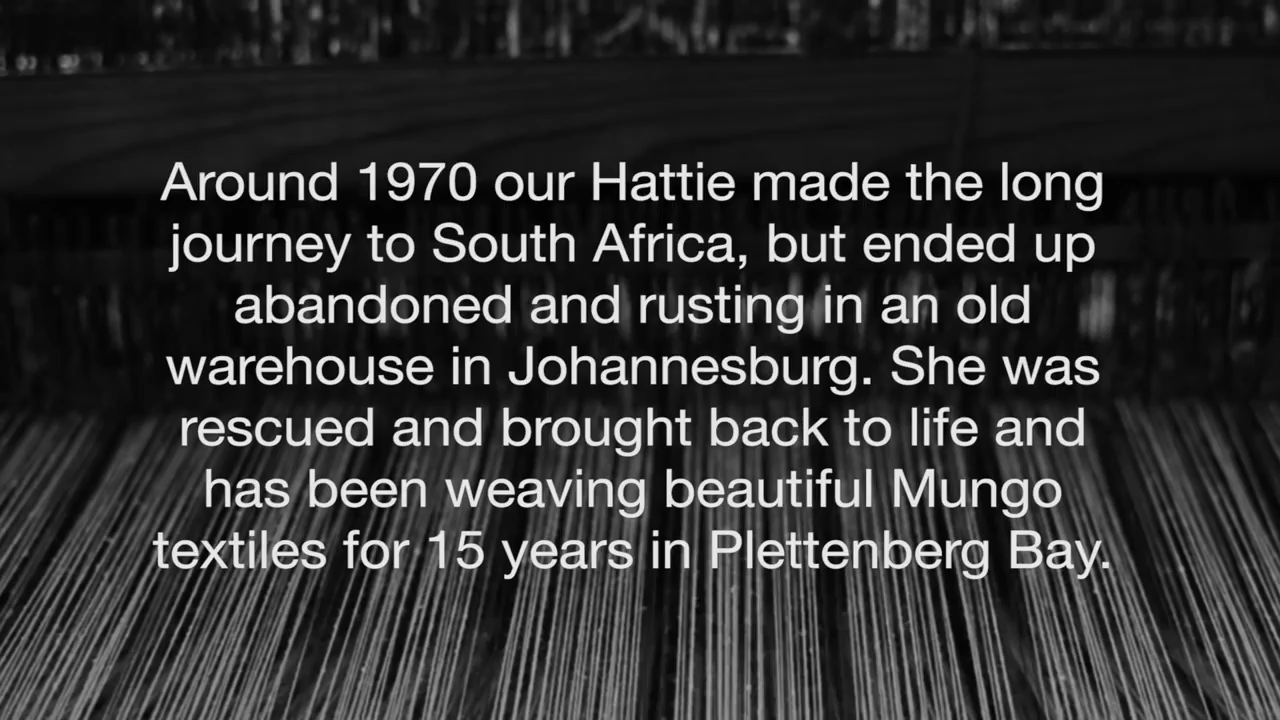 Around 1970 our Hattie made the long
journey to South Africa, but ended up
abandoned and rusting in an old
warehouse in Johannesburg. She was
rescued and brought back to life and
has been weaving beautiful Mungo
textiles for 15 years in Plettenberg Bay.